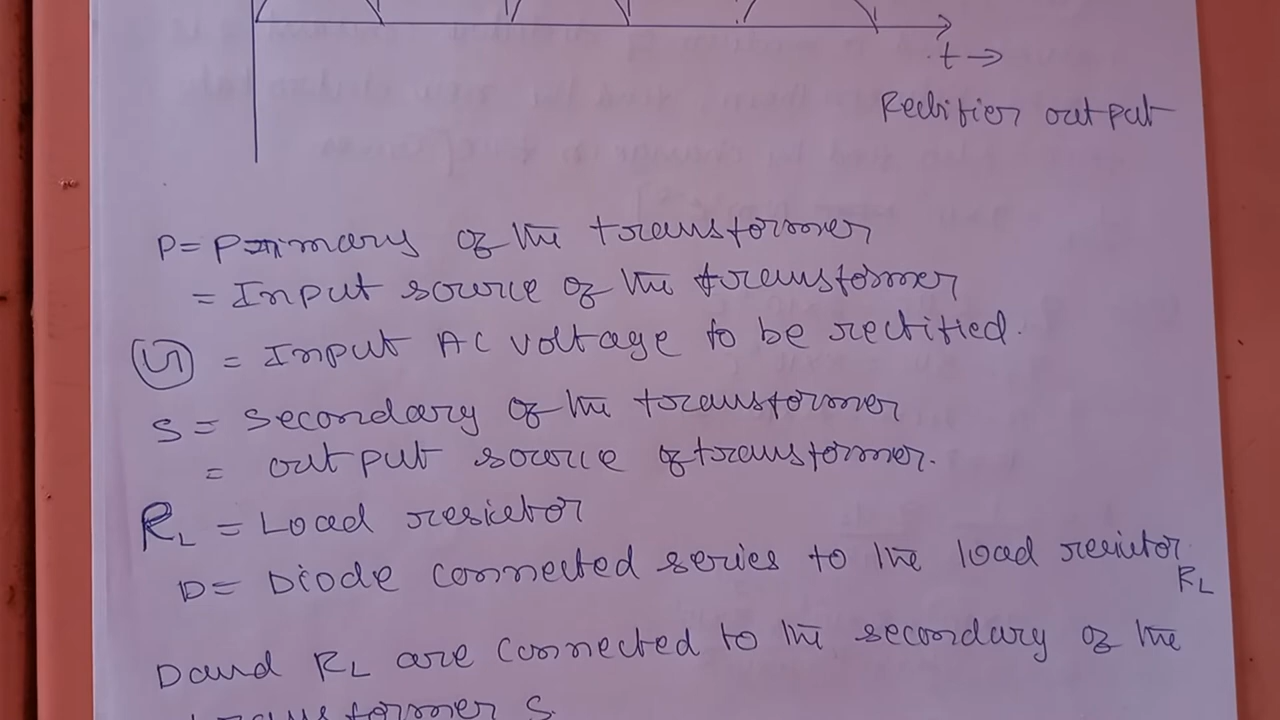 t →
Rectifier output
P = Primary of the transformer
= Input source of the transformer
= Input AC voltage to be rectified.
S = Secondary of the transformer
= output source of transformer.
RL = Load resistor
D = Diode connected series to the load resistor
RL
D and RL are connected to the secondary of the
transformer S.